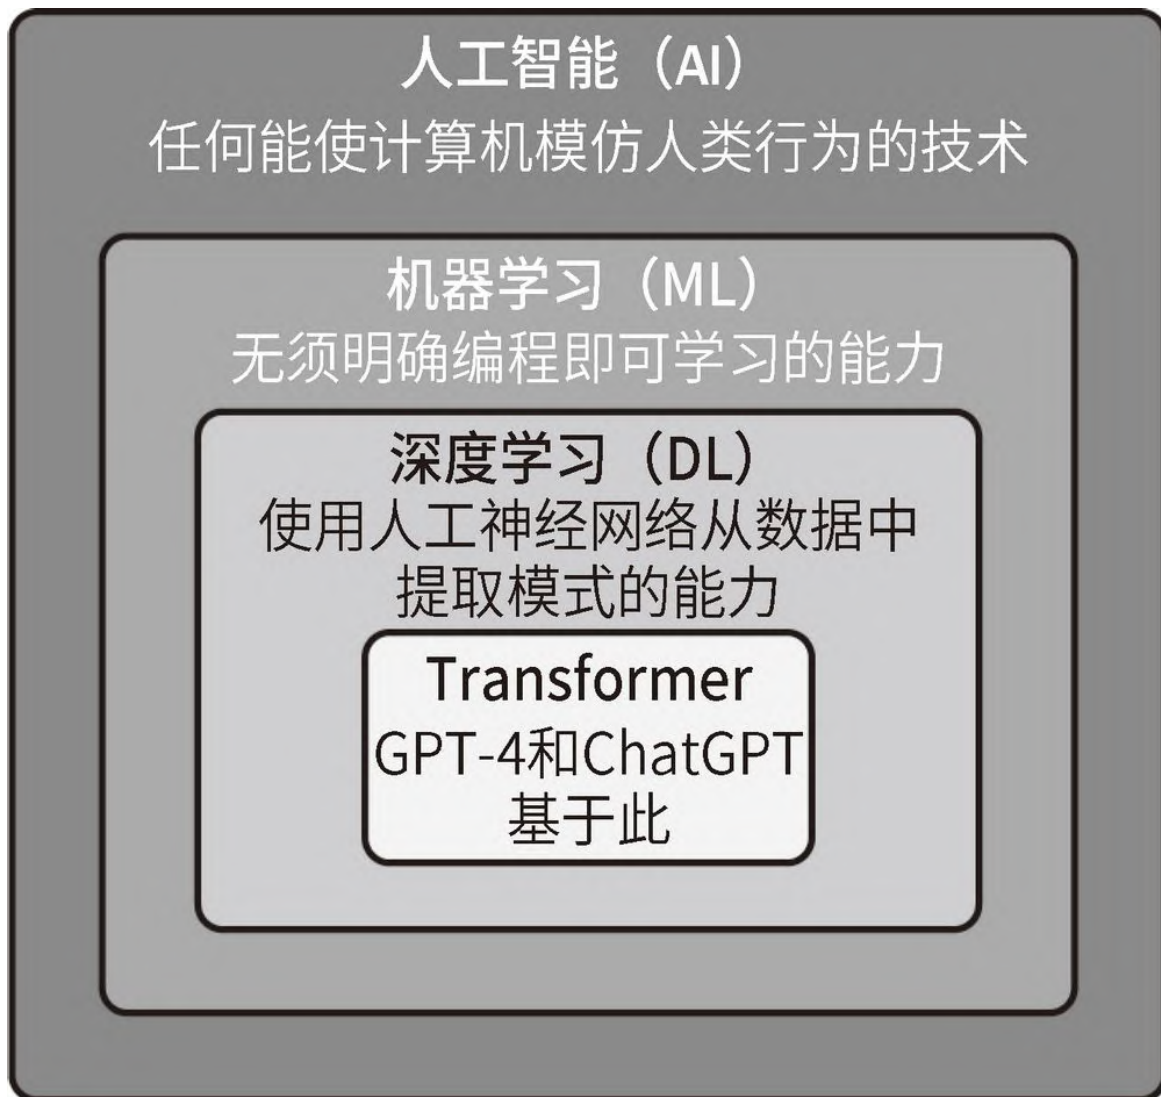 人工智能（AI）
任何能使计算机模仿人类行为的技术
机器学习（ML）
无须明确编程即可学习的能力
深度学习（DL）
使用人工神经网络从数据中
提取模式的能力
Transformer
GPT-4和ChatGPT
基于此